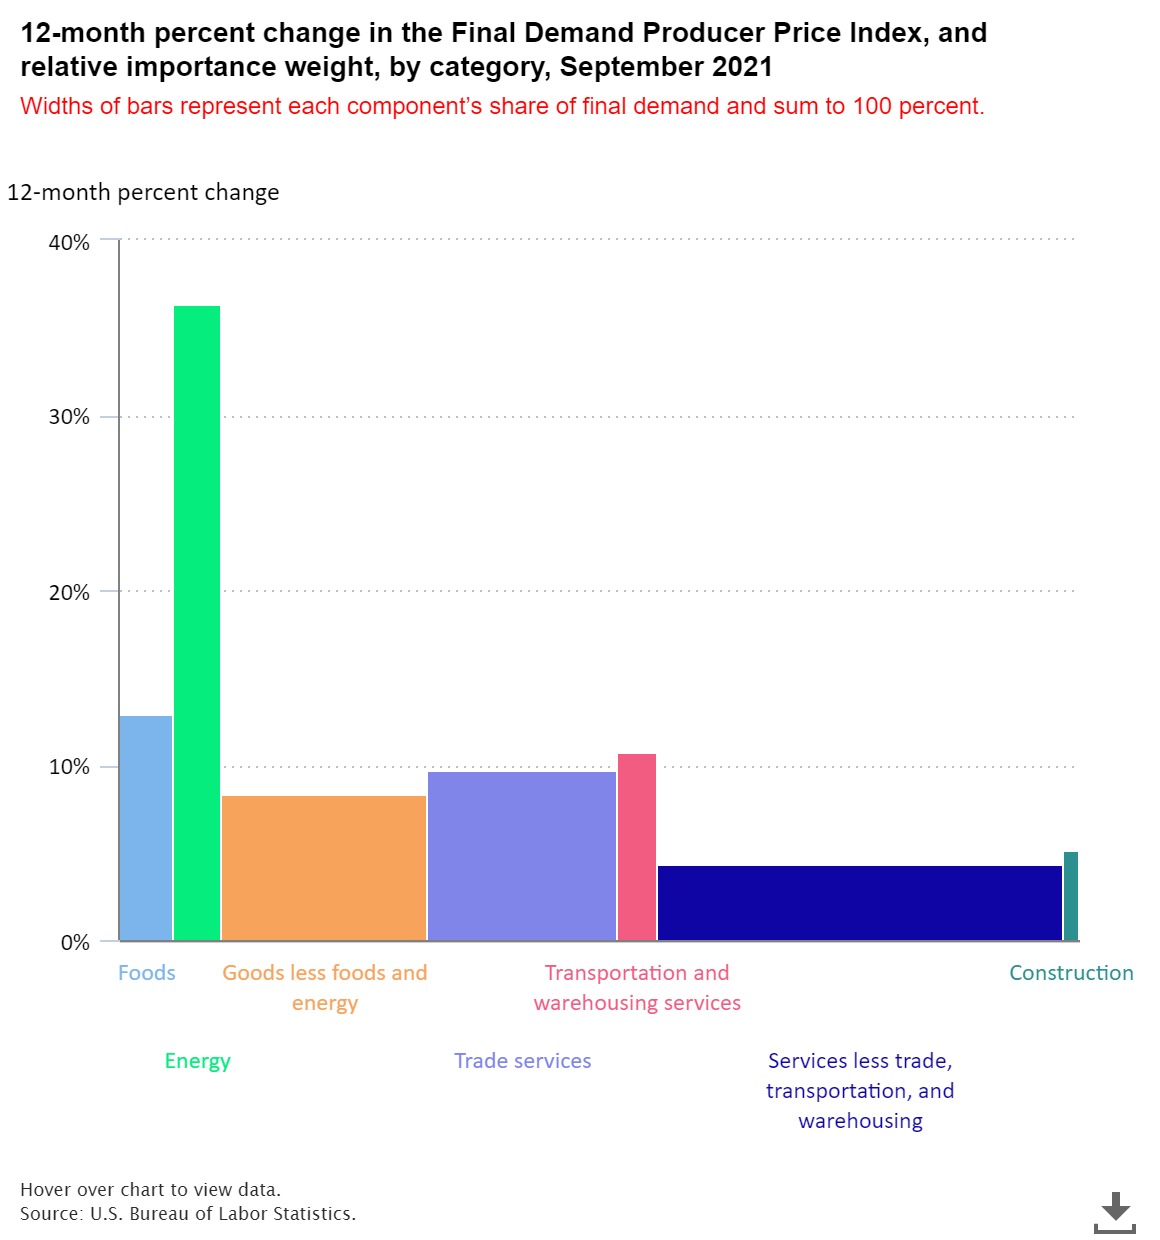 12-month percent change in the Final Demand Producer Price Index, and
relative importance weight, by category, September 2021
Widths of bars represent each component's share of final demand and sum to 100 percent.
12-month percent change
40%
30%
20%
10%
0%
Foods
Goods less foods and
energy
Transportation and
warehousing services
Construction
Energy
Trade services
Services less trade,
transportation, and
warehousing
Hover over chart to view data.
Source: U.S. Bureau of Labor Statistics.